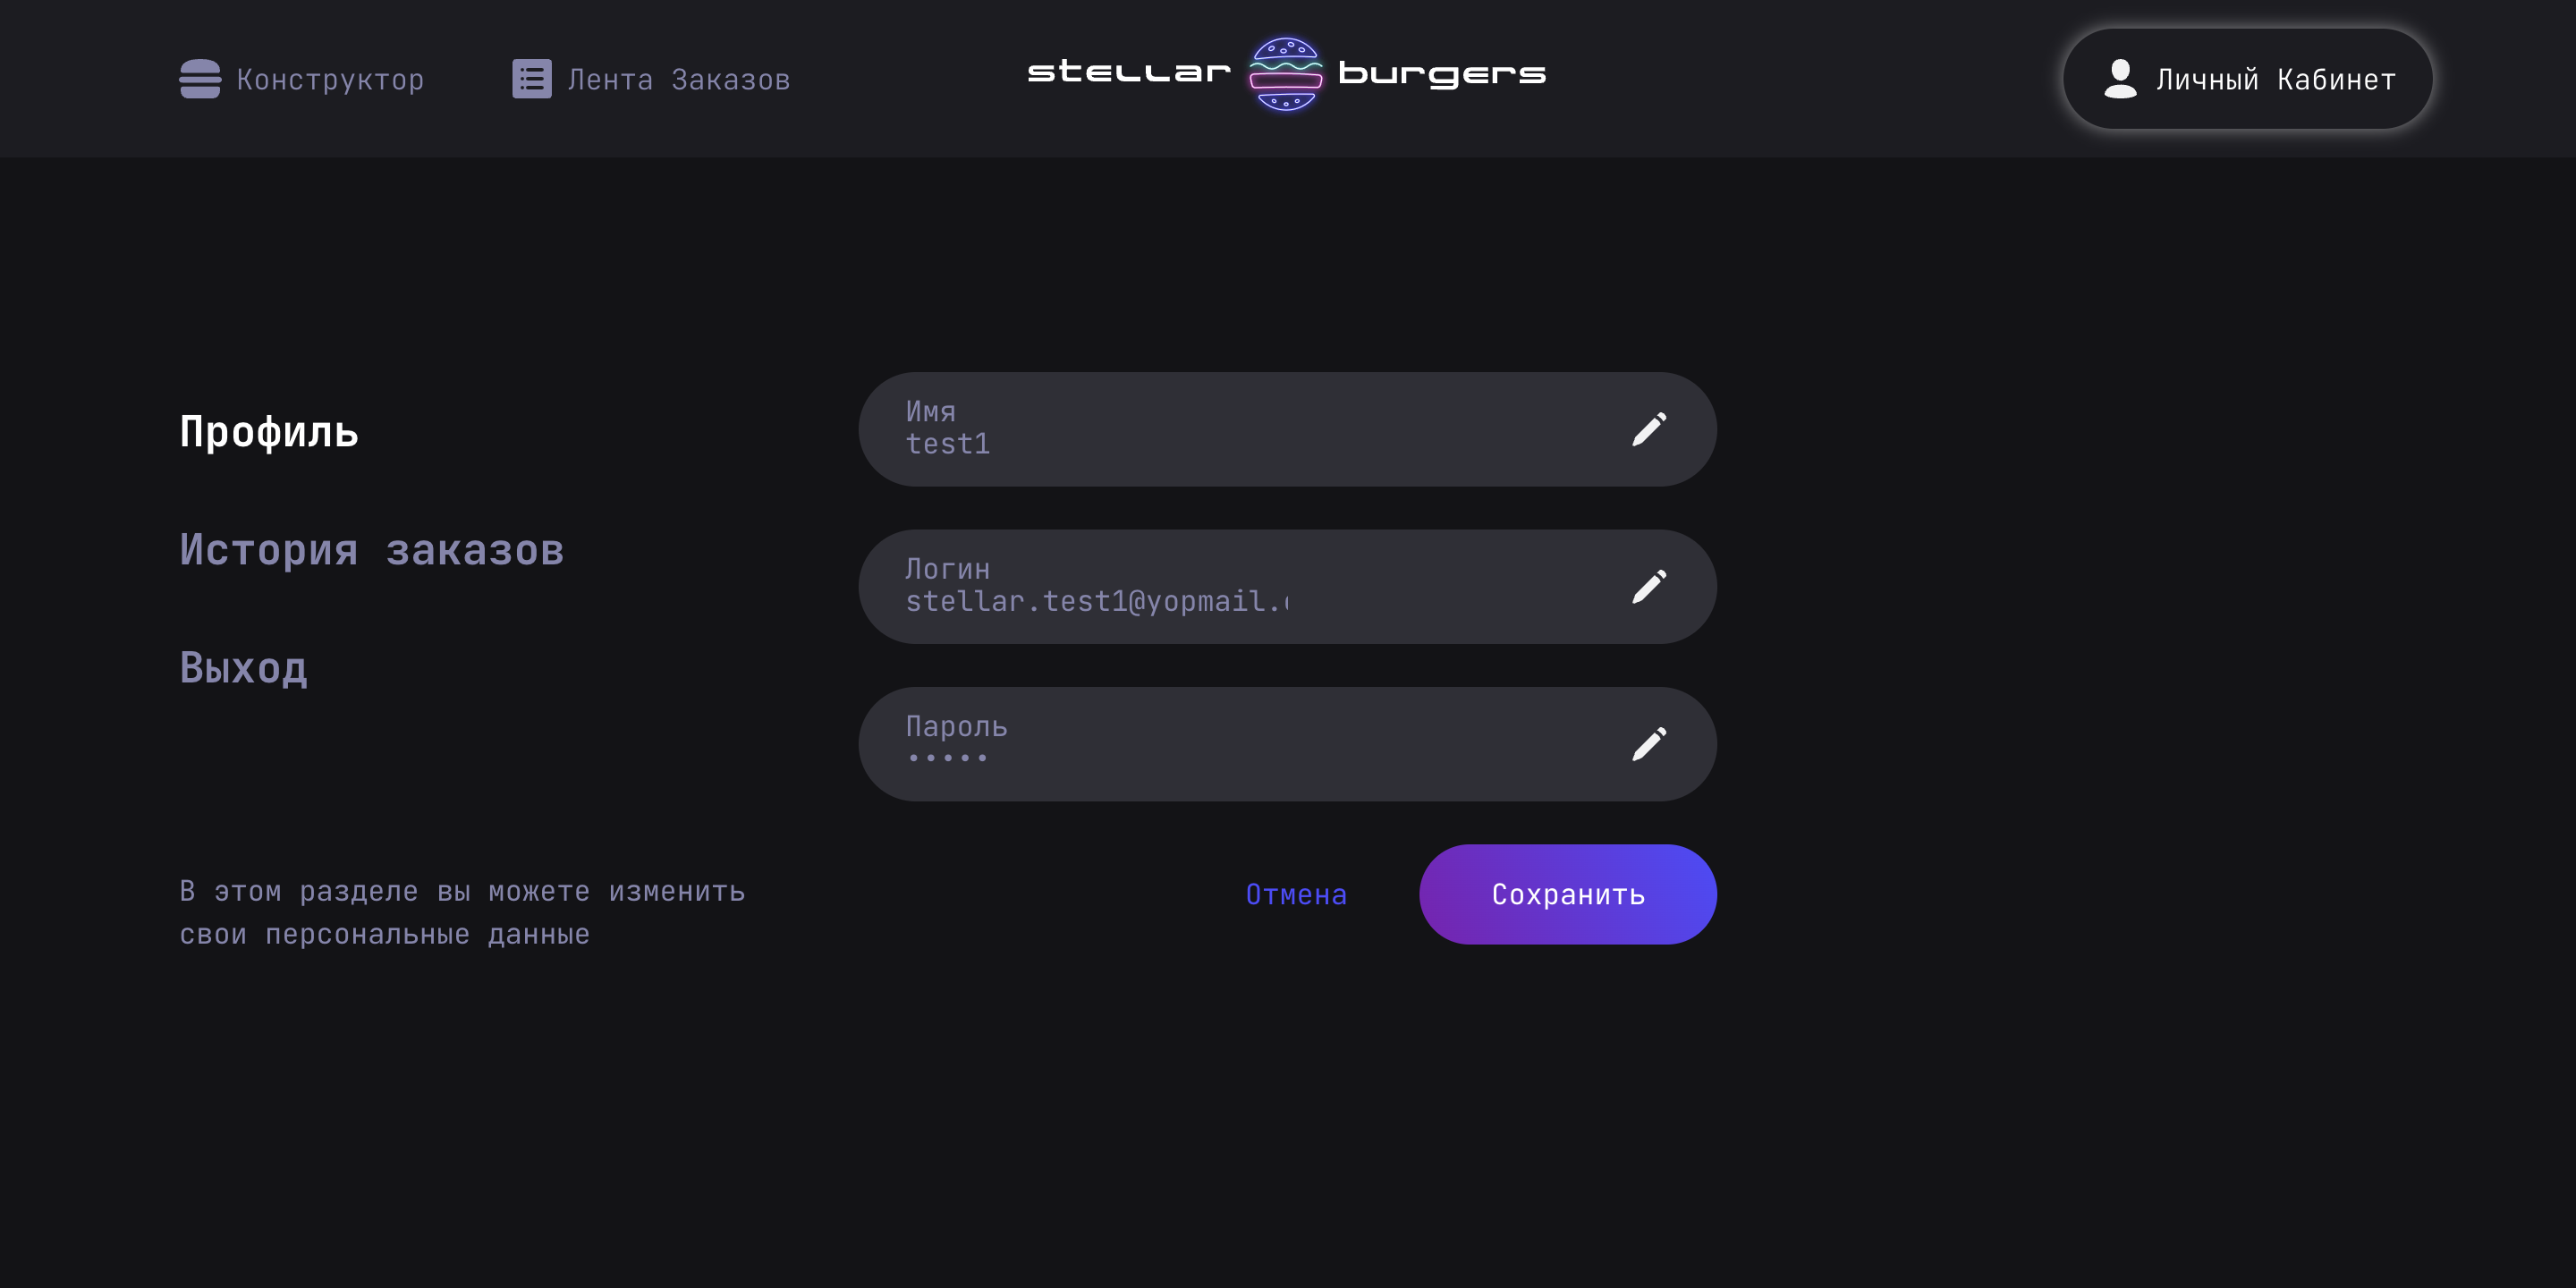 Конструктор
Лента Заказов
stellar burgers
Личный Кабинет
Профиль
История заказов
Выход
В этом разделе вы можете изменить
свои персональные данные
Имя
test1
Логин
stellar.test1@yopmail.
Пароль
•••••
Отмена
Сохранить